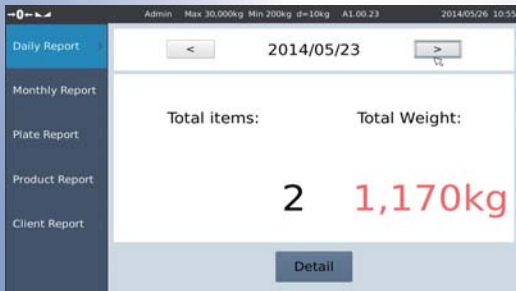 →0← Admin Max 30,000kg Min 200kg d=10kg A1.00.23 2014/05/26 10:55
Daily Report
< 2014/05/23 >
Monthly Report
Total items: Total Weight:
Plate Report
Product Report
2 1,170kg
Client Report
Detail